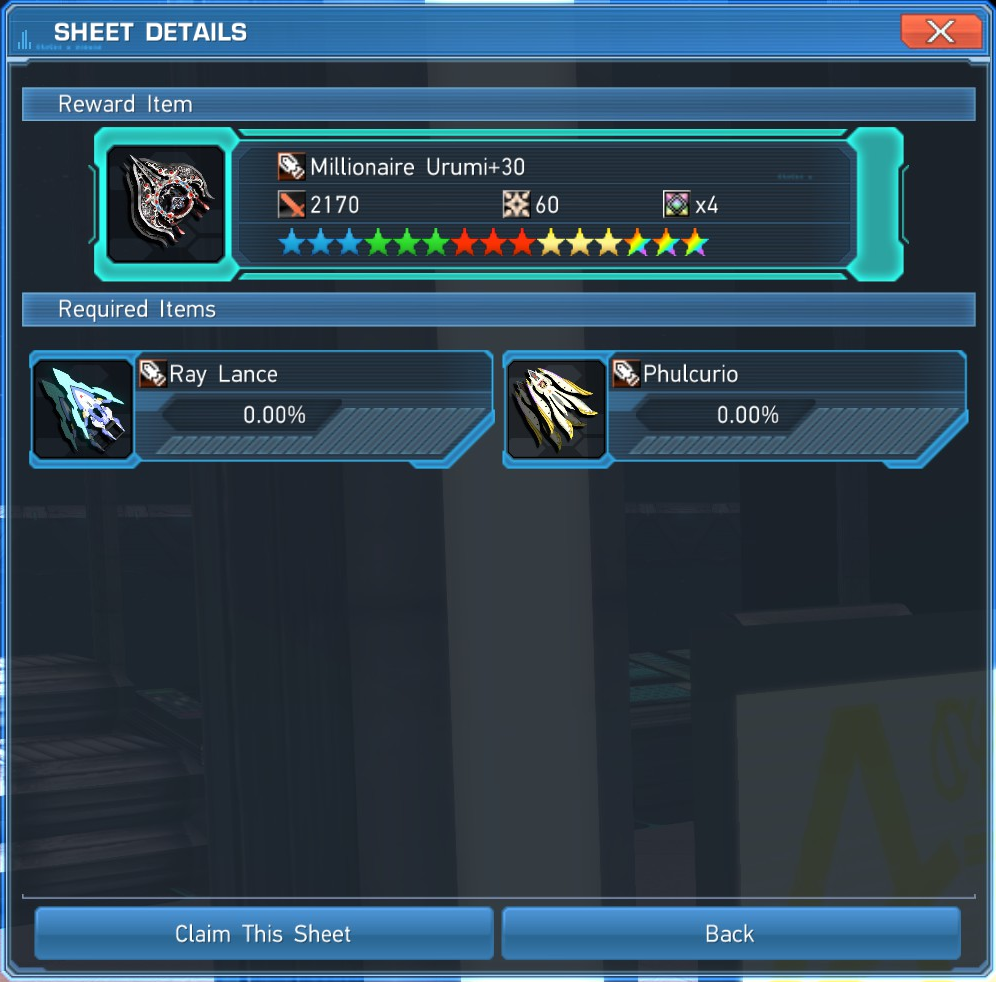 SHEET DETAILS
Reward Item
Millionaire Urumi+30
2170 60 x4
Required Items
Ray Lance
0.00%
Phulcurio
0.00%
Claim This Sheet
Back